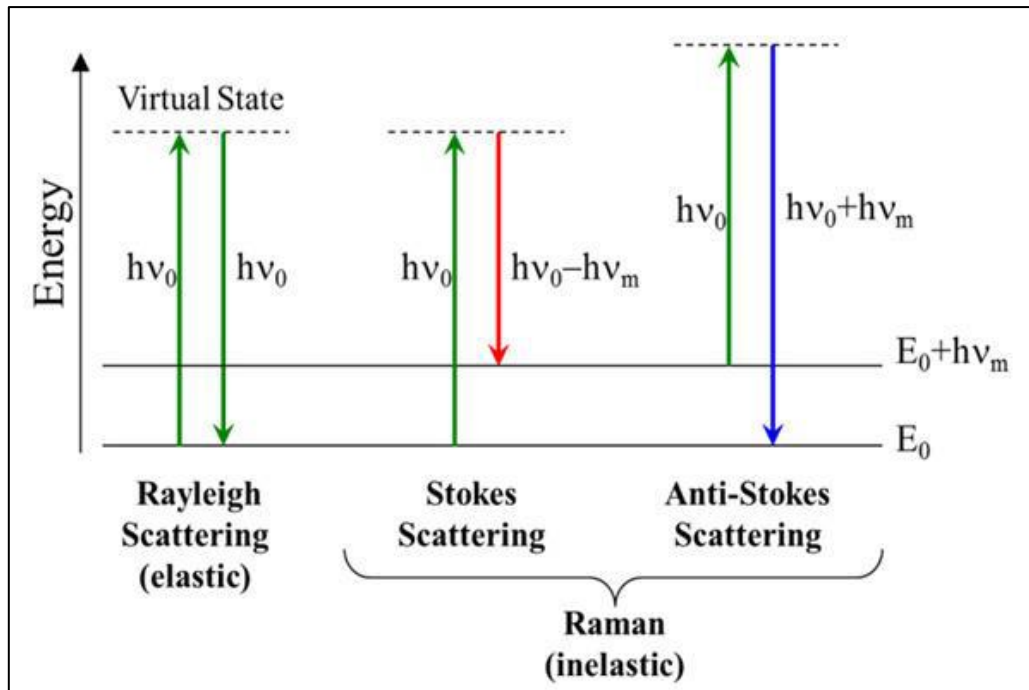 Energy
Virtual State
hν₀
hν₀
hν₀
hν₀–hνₘ
hν₀
hν₀+hνₘ
E₀+hνₘ
E₀
Rayleigh
Scattering
(elastic)
Stokes
Scattering
Anti-Stokes
Scattering
Raman
(inelastic)